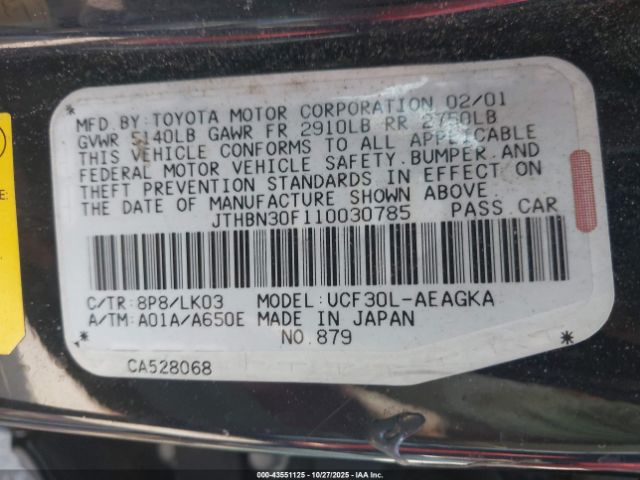 MFD.BY:TOYOTA MOTOR CORPORATION 02/01
GVWR 5140LB GAWR FR 2910LB RR 2750LB
THIS VEHICLE CONFORMS TO ALL APPLICABLE
FEDERAL MOTOR VEHICLE SAFETY,BUMPER,AND
THEFT PREVENTION STANDARDS IN EFFECT ON
THE DATE OF MANUFACTURE SHOWN ABOVE.
JTHBN30F110030785 PASS.CAR
C/TR:8P8/LK03 MODEL:UCF30L-AEAGKA
A/TM:A01A/A650E MADE IN JAPAN
NO.879
CA528068
000-43551125 | 10/27/2025 | IAA Inc.